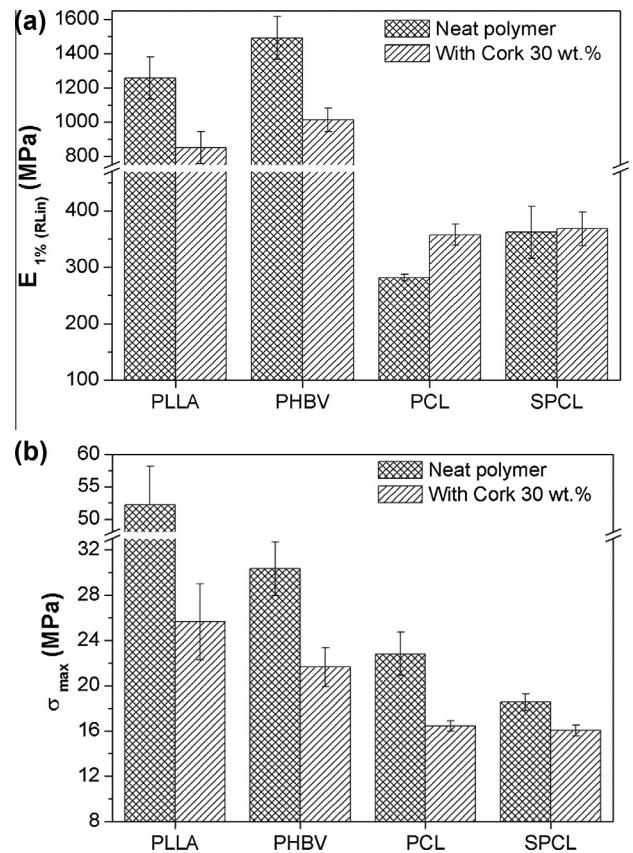 (a)
1600
1400
1200
1000
800
400
300
200
100
E 1% (RLin) (MPa)
Neat polymer
With Cork 30 wt.%
PLLA PHBV PCL SPCL
(b)
60
55
50
32
28
24
20
16
12
8
σ max (MPa)
Neat polymer
With Cork 30 wt.%
PLLA PHBV PCL SPCL